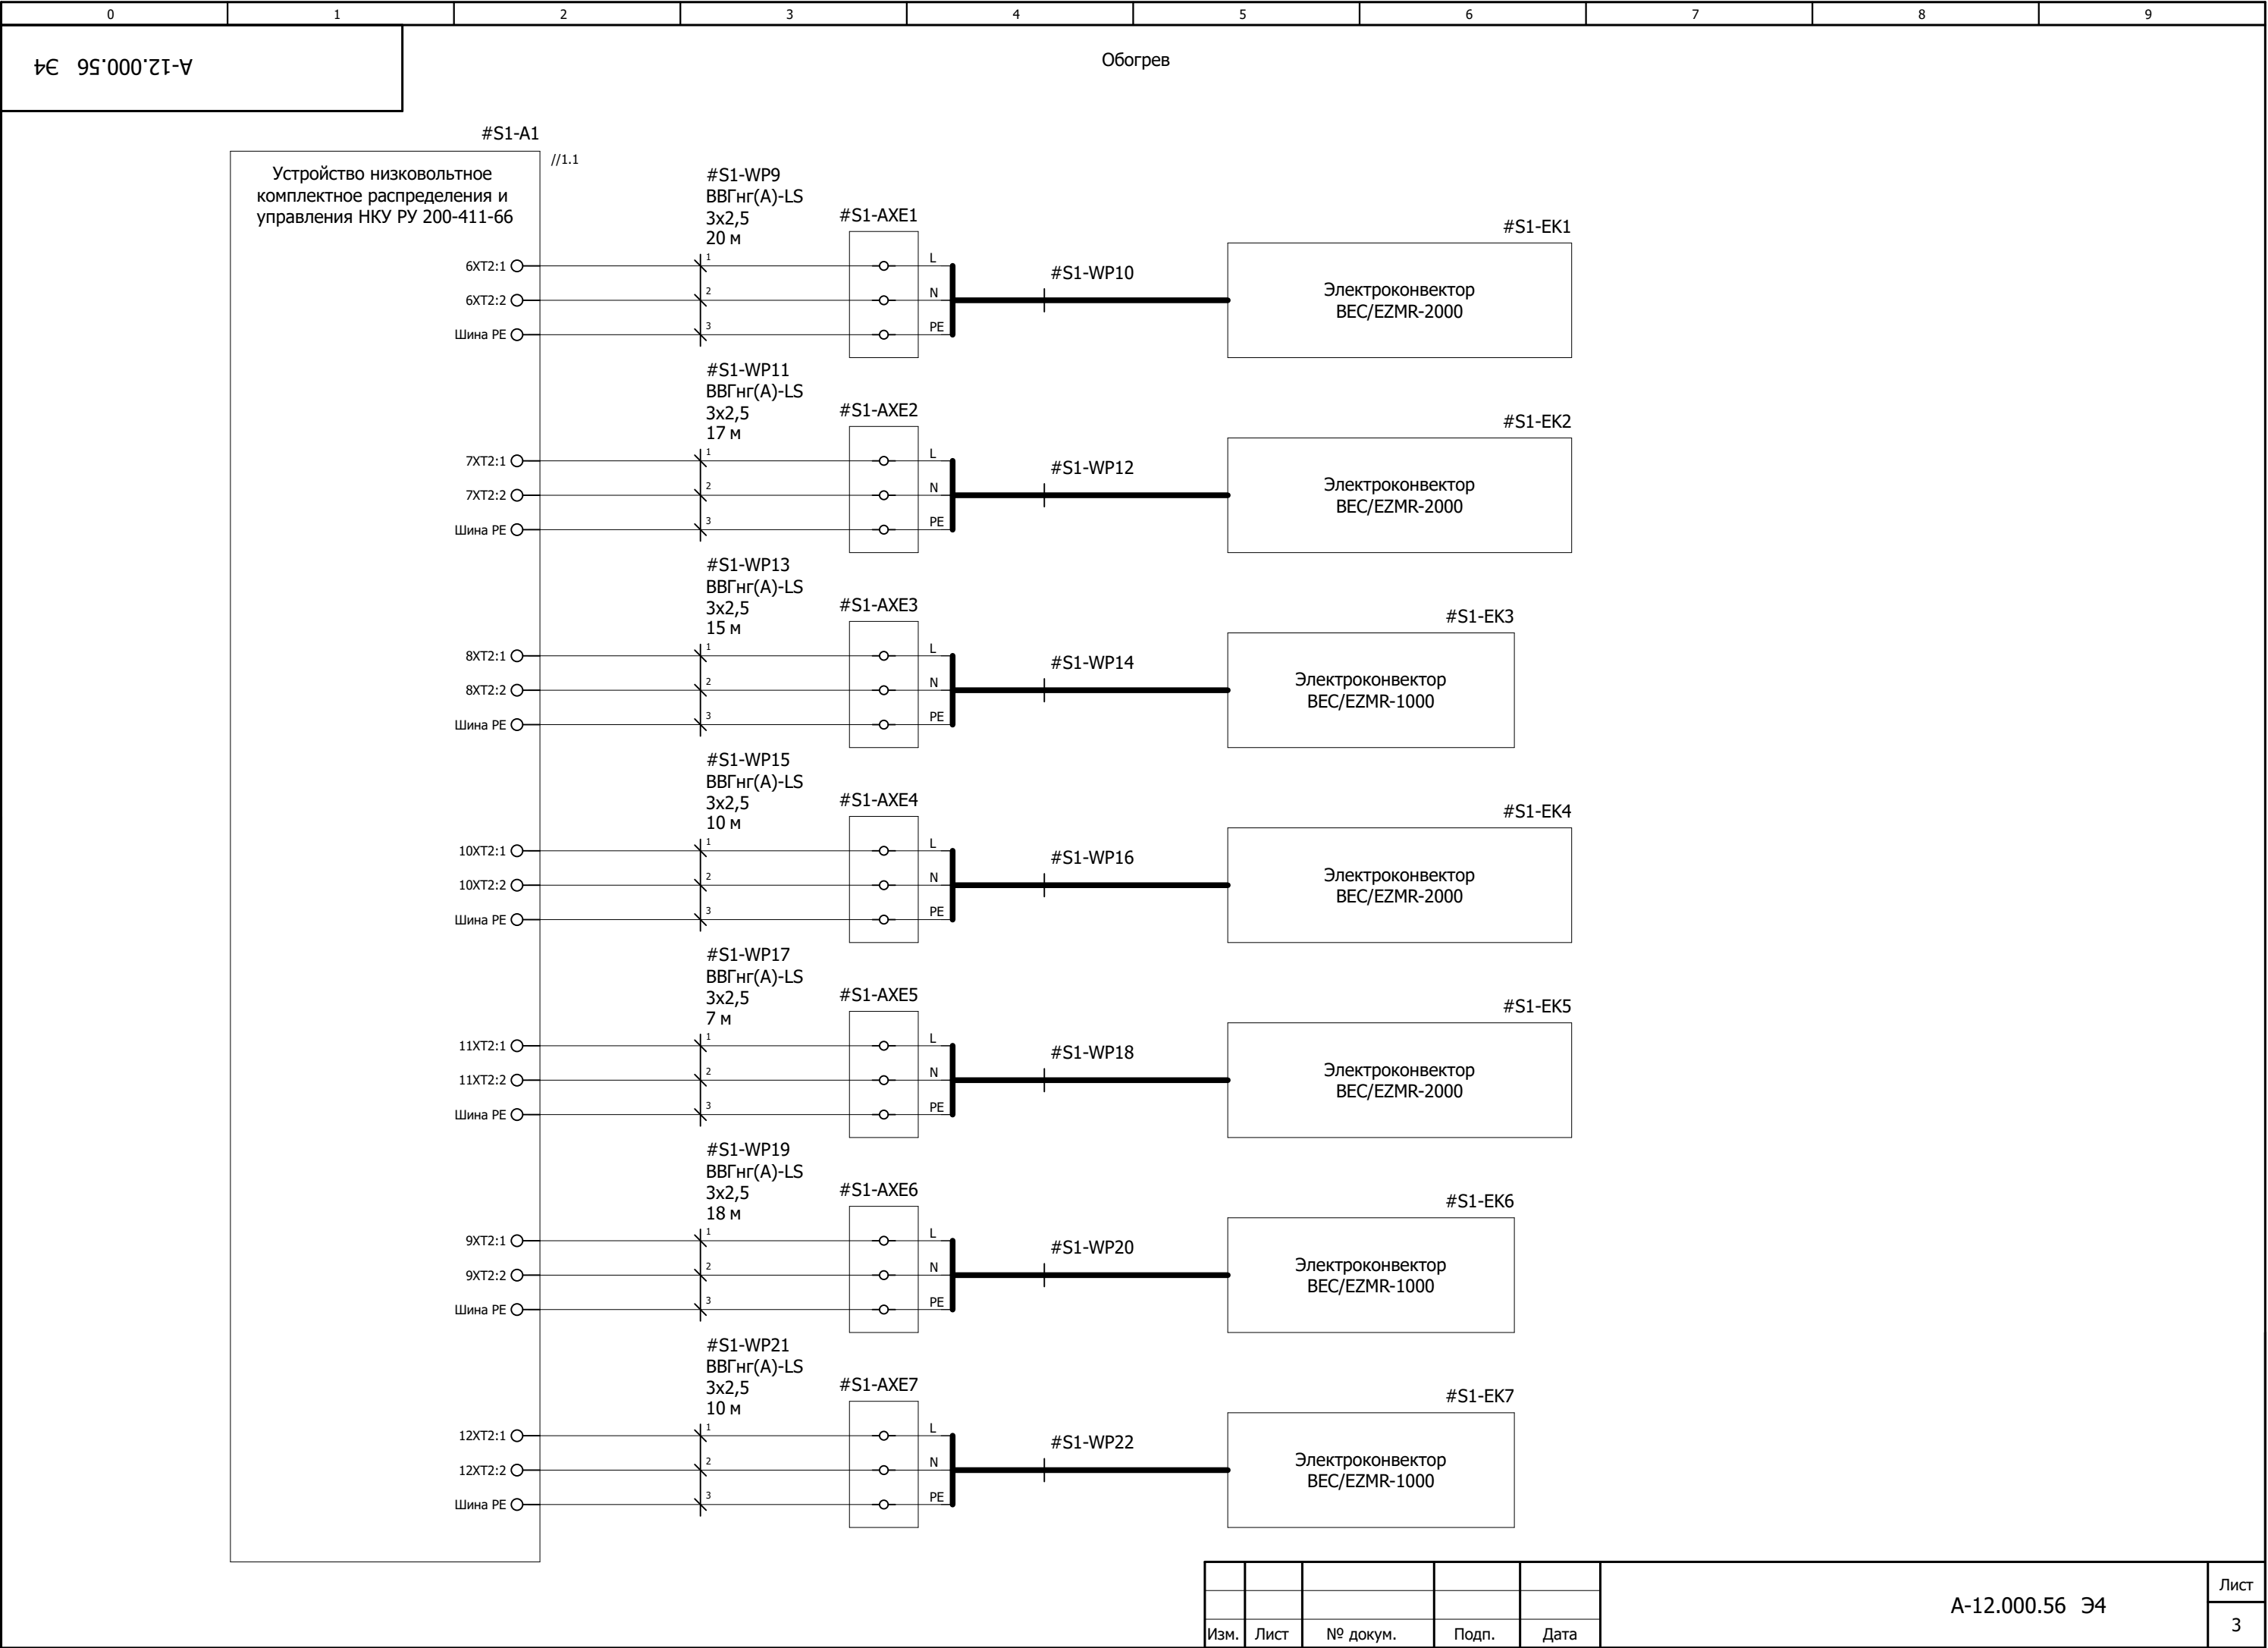 0 1 2 3 4 5 6 7 8 9
А-12.000.56 Э4
Обогрев
#S1-A1
//1.1
Устройство низковольтное
комплектное распределения и
управления НКУ РУ 200-411-66
#S1-WP9
ВВГнг(А)-LS
3x2,5
20 м
#S1-AXE1
#S1-EK1
6XT2:1 1 L
6XT2:2 2 N
Шина PE 3 PE
#S1-WP10
Электроконвектор
BEC/EZMR-2000
#S1-WP11
ВВГнг(А)-LS
3x2,5
17 м
#S1-AXE2
#S1-EK2
7XT2:1 1 L
7XT2:2 2 N
Шина PE 3 PE
#S1-WP12
Электроконвектор
BEC/EZMR-2000
#S1-WP13
ВВГнг(А)-LS
3x2,5
15 м
#S1-AXE3
#S1-EK3
8XT2:1 1 L
8XT2:2 2 N
Шина PE 3 PE
#S1-WP14
Электроконвектор
BEC/EZMR-1000
#S1-WP15
ВВГнг(А)-LS
3x2,5
10 м
#S1-AXE4
#S1-EK4
10XT2:1 1 L
10XT2:2 2 N
Шина PE 3 PE
#S1-WP16
Электроконвектор
BEC/EZMR-2000
#S1-WP17
ВВГнг(А)-LS
3x2,5
7 м
#S1-AXE5
#S1-EK5
11XT2:1 1 L
11XT2:2 2 N
Шина PE 3 PE
#S1-WP18
Электроконвектор
BEC/EZMR-2000
#S1-WP19
ВВГнг(А)-LS
3x2,5
18 м
#S1-AXE6
#S1-EK6
9XT2:1 1 L
9XT2:2 2 N
Шина PE 3 PE
#S1-WP20
Электроконвектор
BEC/EZMR-1000
#S1-WP21
ВВГнг(А)-LS
3x2,5
10 м
#S1-AXE7
#S1-EK7
12XT2:1 1 L
12XT2:2 2 N
Шина PE 3 PE
#S1-WP22
Электроконвектор
BEC/EZMR-1000
Изм. Лист № докум. Подп. Дата
А-12.000.56 Э4
Лист
3